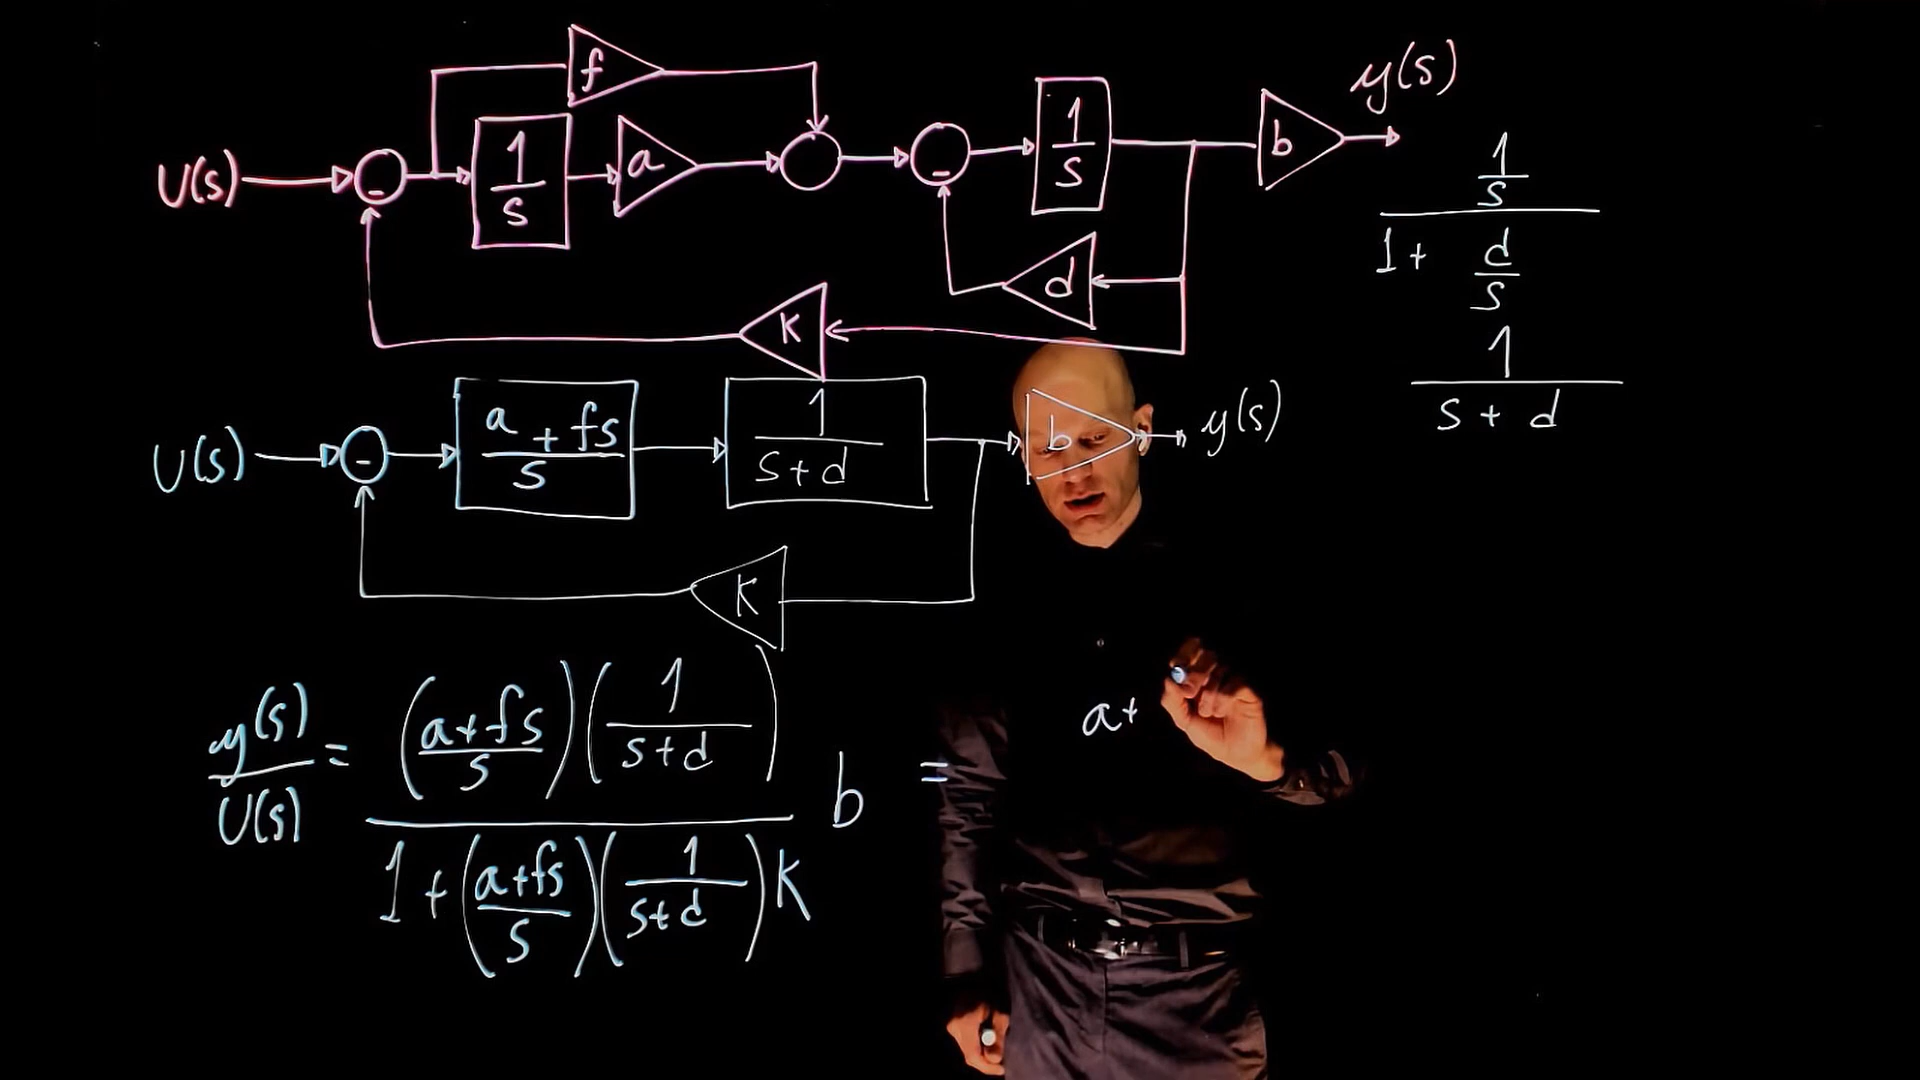 f
U(s) - 1/s a - 1/s b y(s)
d
K
(1/s) / (1 + d/s)
1 / (s + d)
U(s) - (a + fs)/s 1/(s+d) b y(s)
K
y(s)/U(s) = ((a+fs)/s)(1/(s+d)) / (1+((a+fs)/s)(1/(s+d))K) b = a+